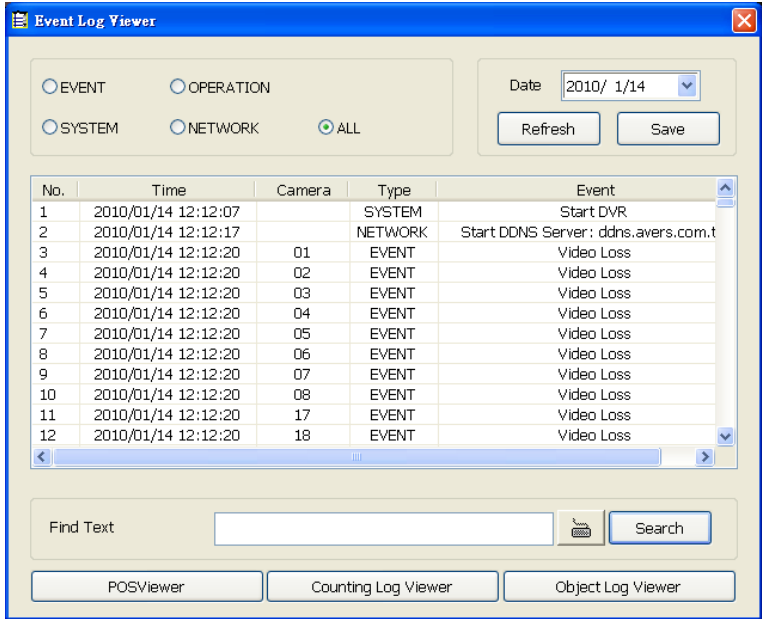 Event Log Viewer
EVENT OPERATION
SYSTEM NETWORK ALL
Date 2010/ 1/14
Refresh Save
No. Time Camera Type Event
1 2010/01/14 12:12:07 SYSTEM Start DVR
2 2010/01/14 12:12:17 NETWORK Start DDNS Server: ddns.avers.com.t
3 2010/01/14 12:12:20 01 EVENT Video Loss
4 2010/01/14 12:12:20 02 EVENT Video Loss
5 2010/01/14 12:12:20 03 EVENT Video Loss
6 2010/01/14 12:12:20 04 EVENT Video Loss
7 2010/01/14 12:12:20 05 EVENT Video Loss
8 2010/01/14 12:12:20 06 EVENT Video Loss
9 2010/01/14 12:12:20 07 EVENT Video Loss
10 2010/01/14 12:12:20 08 EVENT Video Loss
11 2010/01/14 12:12:20 17 EVENT Video Loss
12 2010/01/14 12:12:20 18 EVENT Video Loss
Find Text Search
POSViewer Counting Log Viewer Object Log Viewer